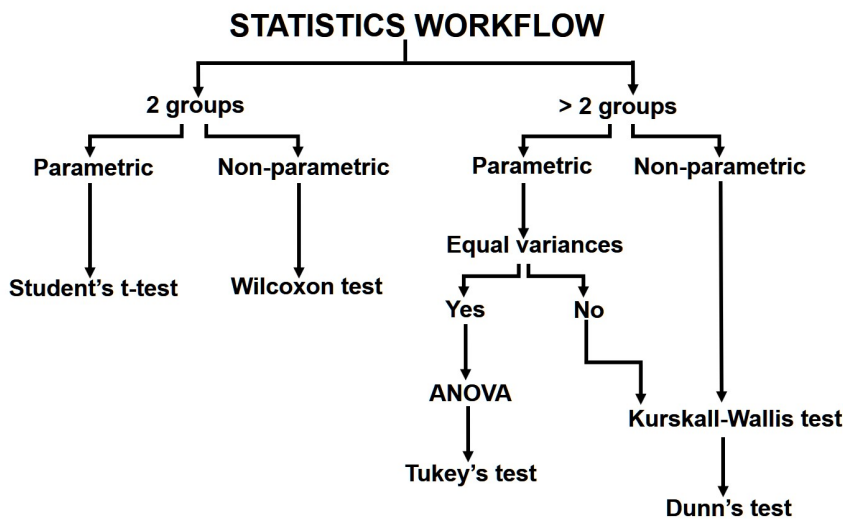 STATISTICS WORKFLOW
2 groups
> 2 groups
Parametric
Non-parametric
Parametric
Non-parametric
Equal variances
Student's t-test
Wilcoxon test
Yes
No
ANOVA
Kurskall-Wallis test
Tukey's test
Dunn's test